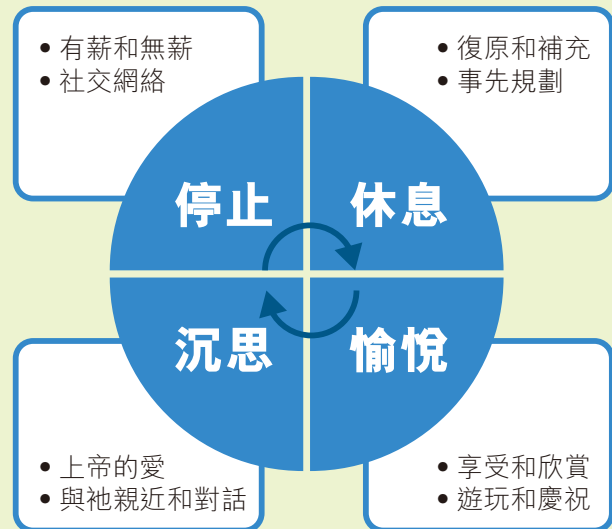 • 有薪和無薪
• 社交網絡
• 復原和補充
• 事先規劃
停止
休息
沉思
愉悅
• 上帝的愛
• 與祂親近和對話
• 享受和欣賞
• 遊玩和慶祝